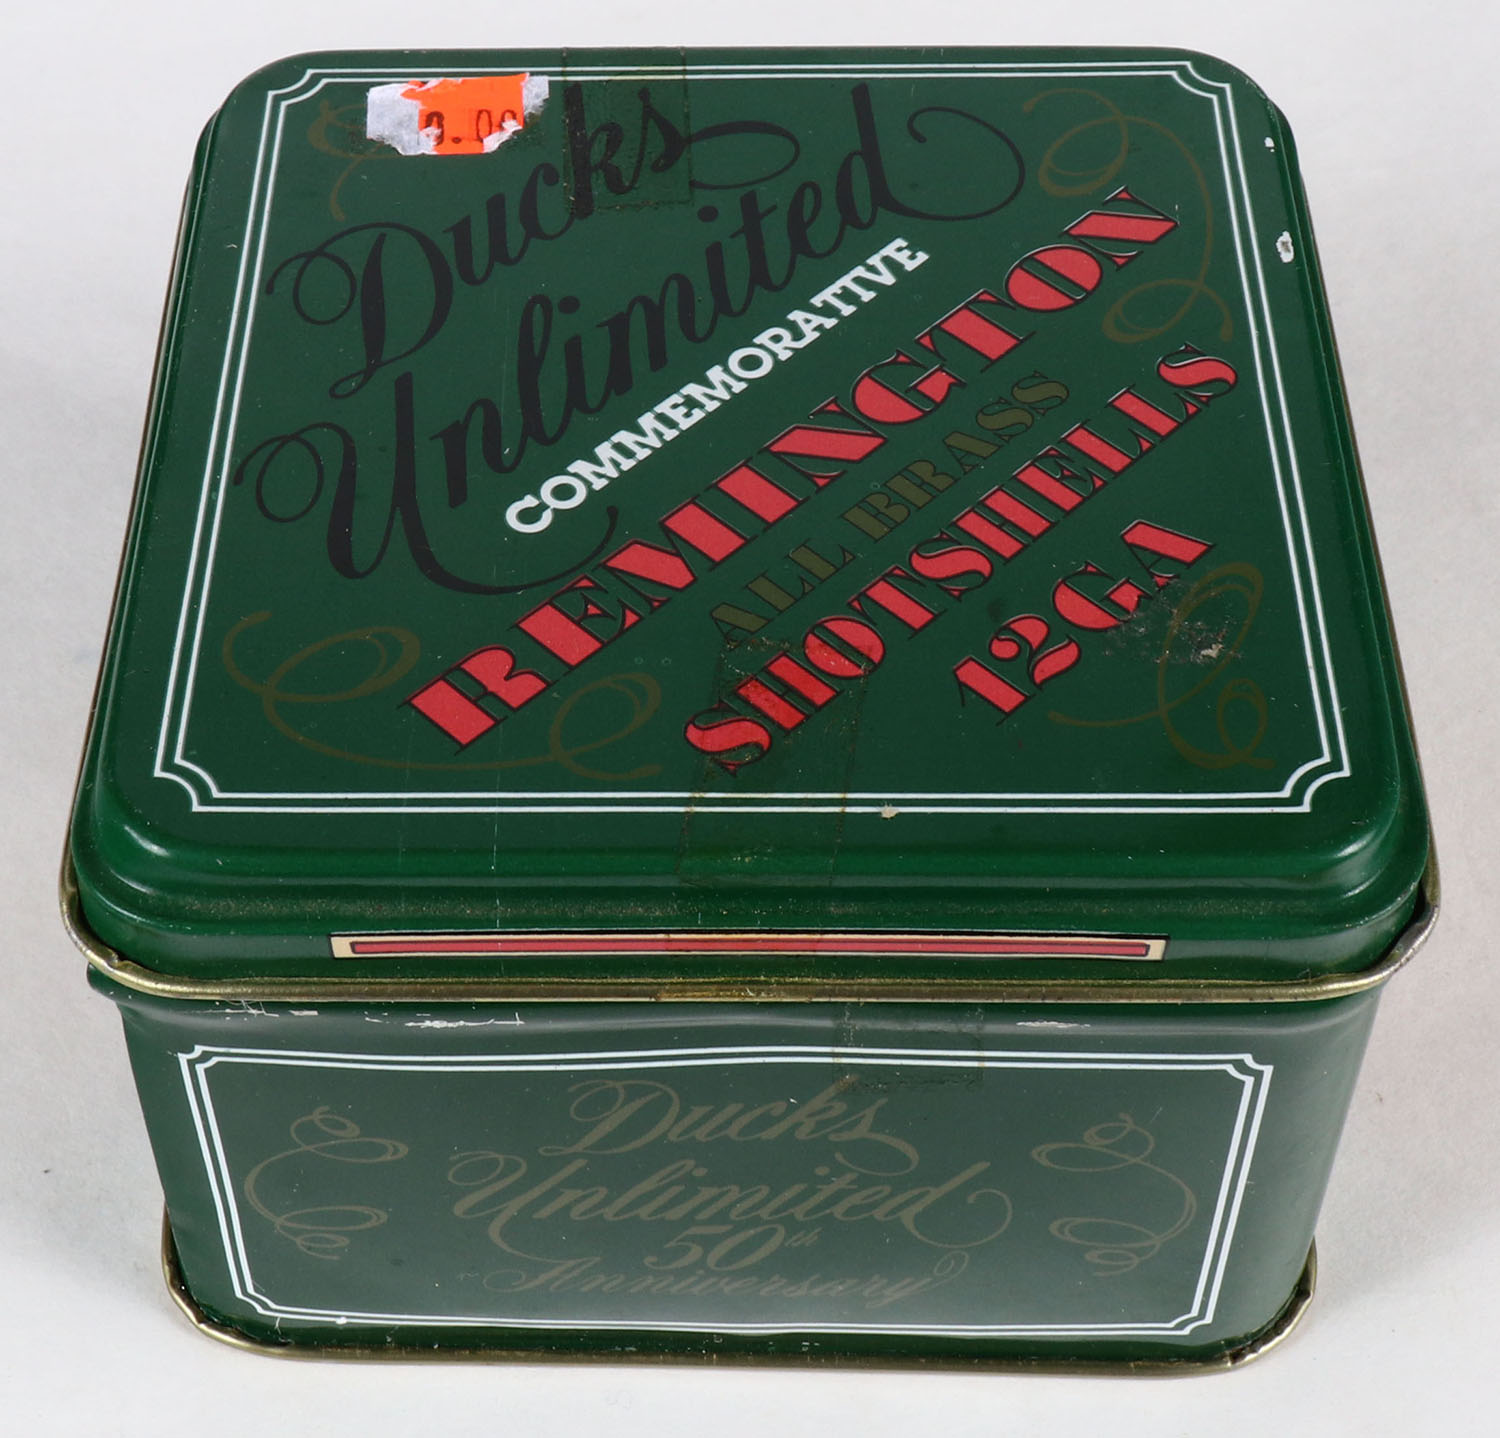 Ducks
Unlimited
COMMEMORATIVE
REMINGTON
ALL BRASS
SHOTSHELLS
12GA
Ducks
Unlimited
50th
Anniversary